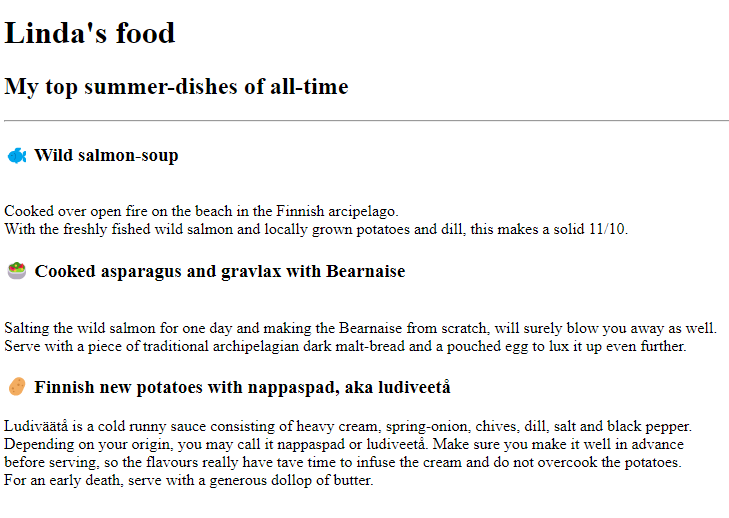 Linda's food
My top summer-dishes of all-time
Wild salmon-soup
Cooked over open fire on the beach in the Finnish arcipelago.
With the freshly fished wild salmon and locally grown potatoes and dill, this makes a solid 11/10.
Cooked asparagus and gravlax with Bearnaise
Salting the wild salmon for one day and making the Bearnaise from scratch, will surely blow you away as well.
Serve with a piece of traditional archipelagian dark malt-bread and a pouched egg to lux it up even further.
Finnish new potatoes with nappaspad, aka ludiveetå
Ludiväätå is a cold runny sauce consisting of heavy cream, spring-onion, chives, dill, salt and black pepper.
Depending on your origin, you may call it nappaspad or ludiveetå. Make sure you make it well in advance
before serving, so the flavours really have tave time to infuse the cream and do not overcook the potatoes.
For an early death, serve with a generous dollop of butter.